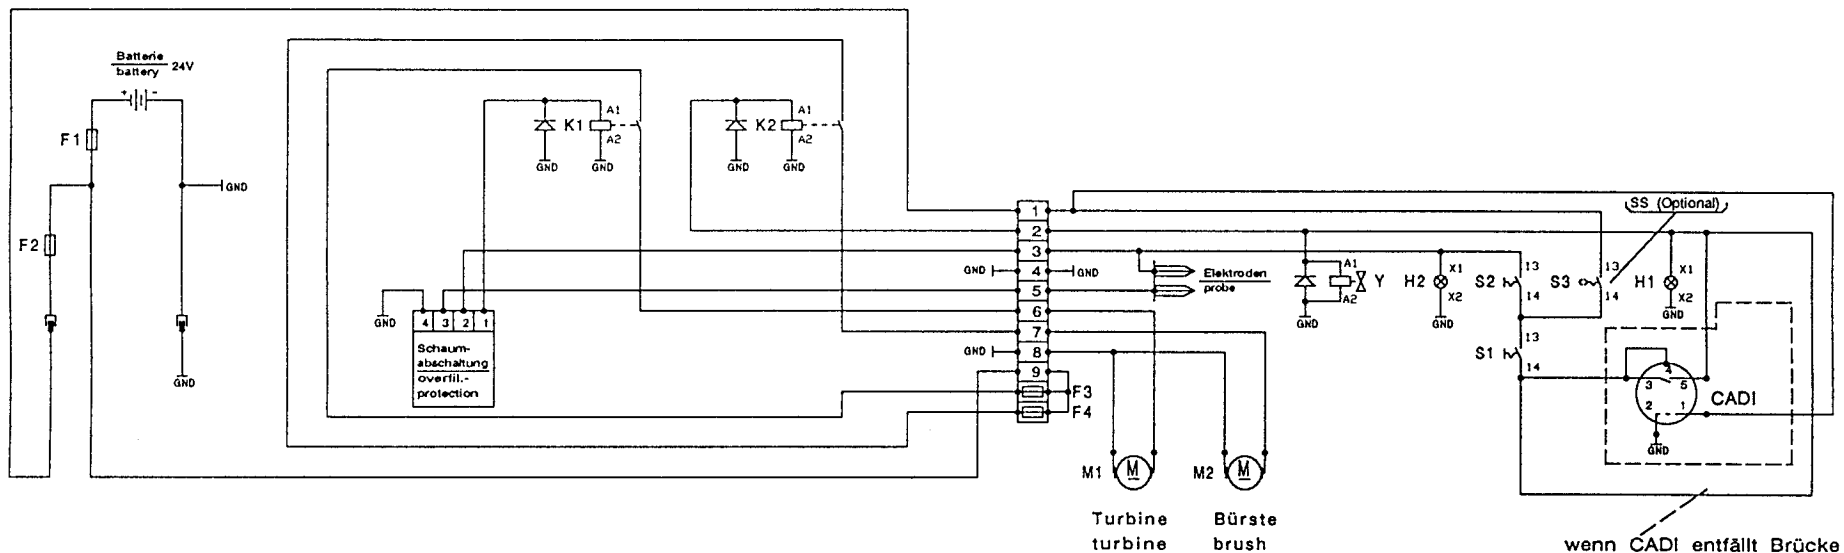 Batterie
battery 24V
+ -
F1
GND
F2
GND
K1
A1
A2
GND
GND
K2
A1
A2
GND
GND
GND
4 3 2 1
Schaum-
abschaltung
overfil.-
protection
1
2
3
GND 4 GND
5
6
7
GND 8
9
F3
F4
Elektroden
probe
A1
A2
Y
GND
H2
X1
X2
GND
S2
13
14
S3
13
14
SS (Optional)
H1
X1
X2
GND
S1
13
14
4
3 5
2 1
CADI
GND
M1 M
M2 M
Turbine
turbine
Bürste
brush
wenn CADI entfällt Brücke